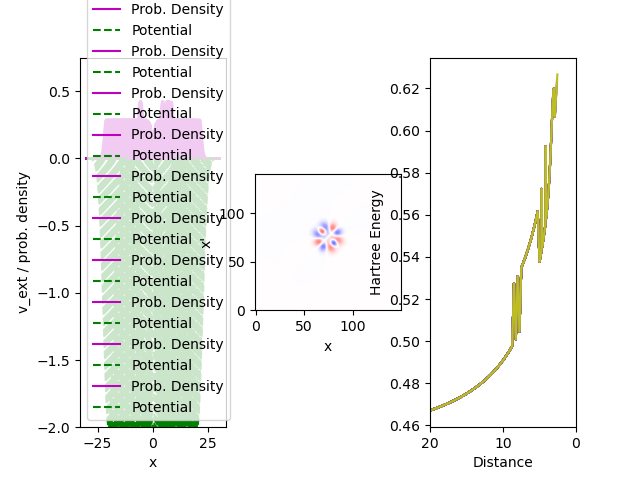 Prob. Density
Potential
Prob. Density
Potential
Prob. Density
Potential
Prob. Density
Potential
Prob. Density
Potential
Prob. Density
Potential
Prob. Density
Potential
Prob. Density
Potential
Prob. Density
Potential
Prob. Density
Potential
v_ext / prob. density
0.5
0.0
−0.5
−1.0
−1.5
−2.0
−25
0
25
x
x'
100
50
0
0
50
100
x
Hartree Energy
0.62
0.60
0.58
0.56
0.54
0.52
0.50
0.48
0.46
20
10
0
Distance